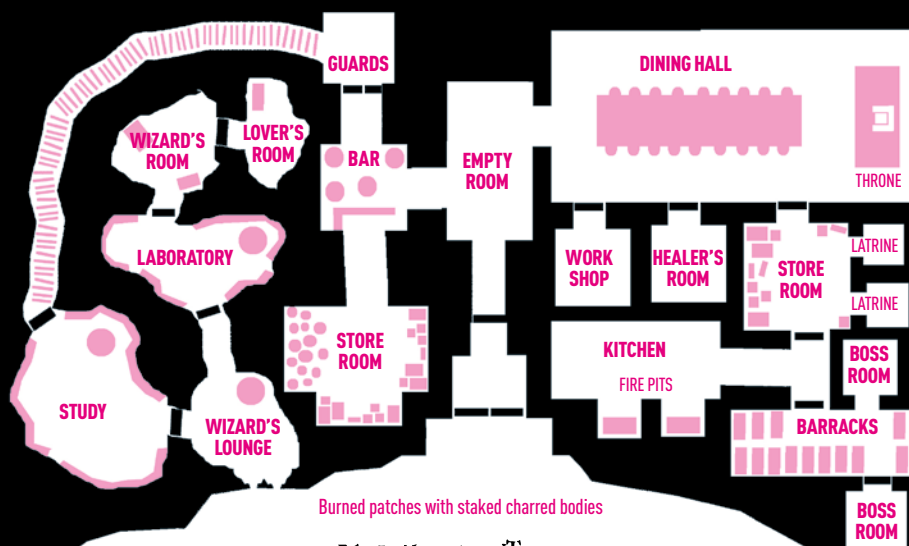 GUARDS
DINING HALL
WIZARD'S
ROOM
LOVER'S
ROOM
BAR
EMPTY
ROOM
THRONE
LABORATORY
WORK
SHOP
HEALER'S
ROOM
STORE
ROOM
LATRINE
LATRINE
STORE
ROOM
KITCHEN
FIRE PITS
BOSS
ROOM
STUDY
WIZARD'S
LOUNGE
BARRACKS
Burned patches with staked charred bodies
BOSS
ROOM